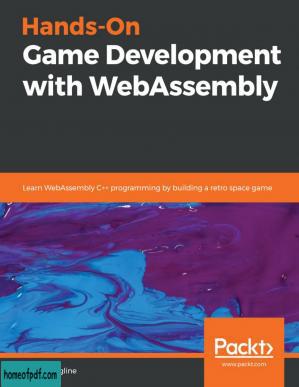 Hands-On
Game Development
with WebAssembly
Learn WebAssembly C++ programming by building a retro space game
Packt>
www.packt.com
homeofpdf.com